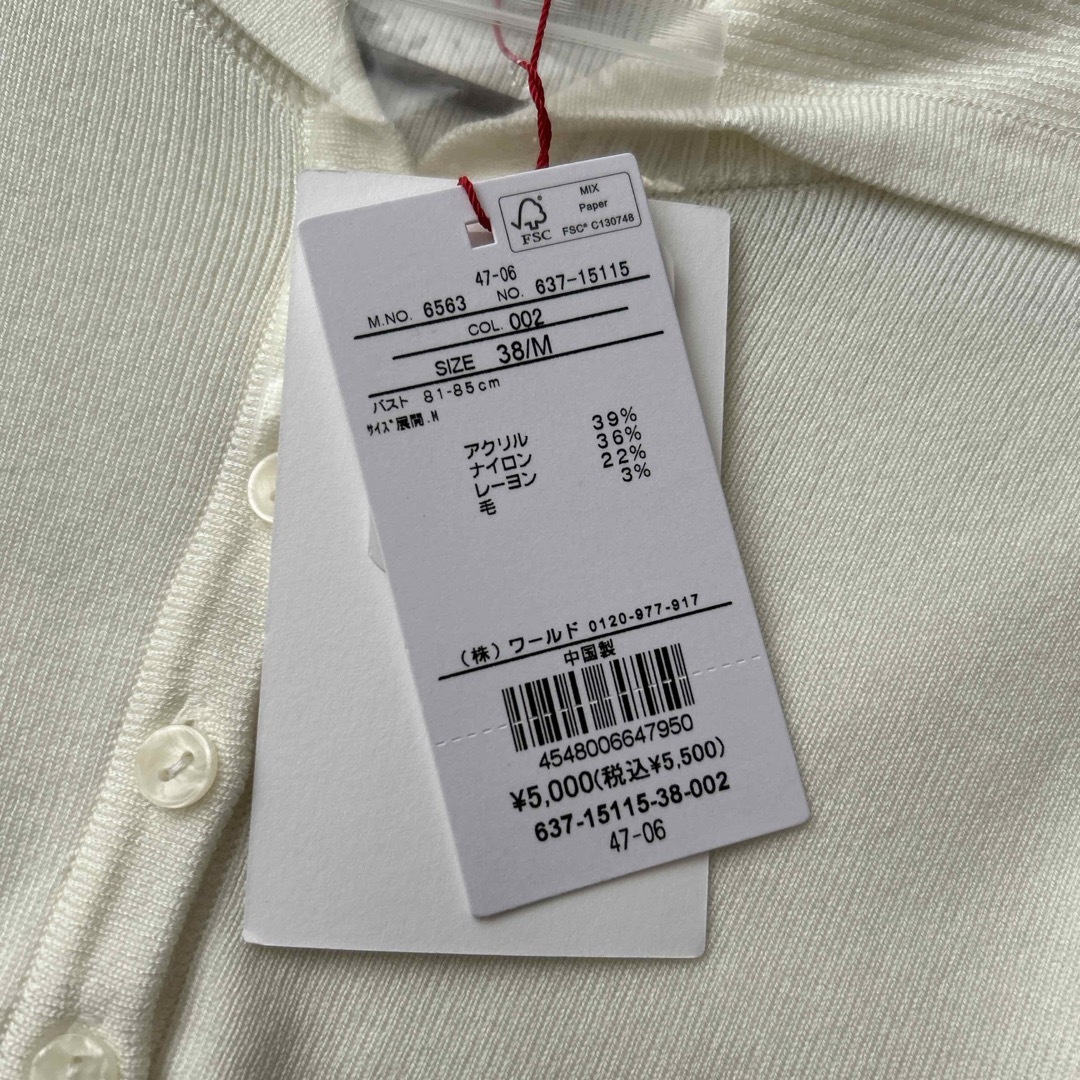 MIX
Paper
FSC® C130748
FSC
47-06
M.NO. 6563 NO. 637-15115
COL. 002
SIZE 38/M
バスト 81-85cm
ｻｲｽﾞ展開.M
アクリル 39%
ナイロン 36%
レーヨン 22%
毛 3%
(株)ワールド 0120-977-917
中国製
4548006647950
¥5,000(税込¥5,500)
637-15115-38-002
47-06